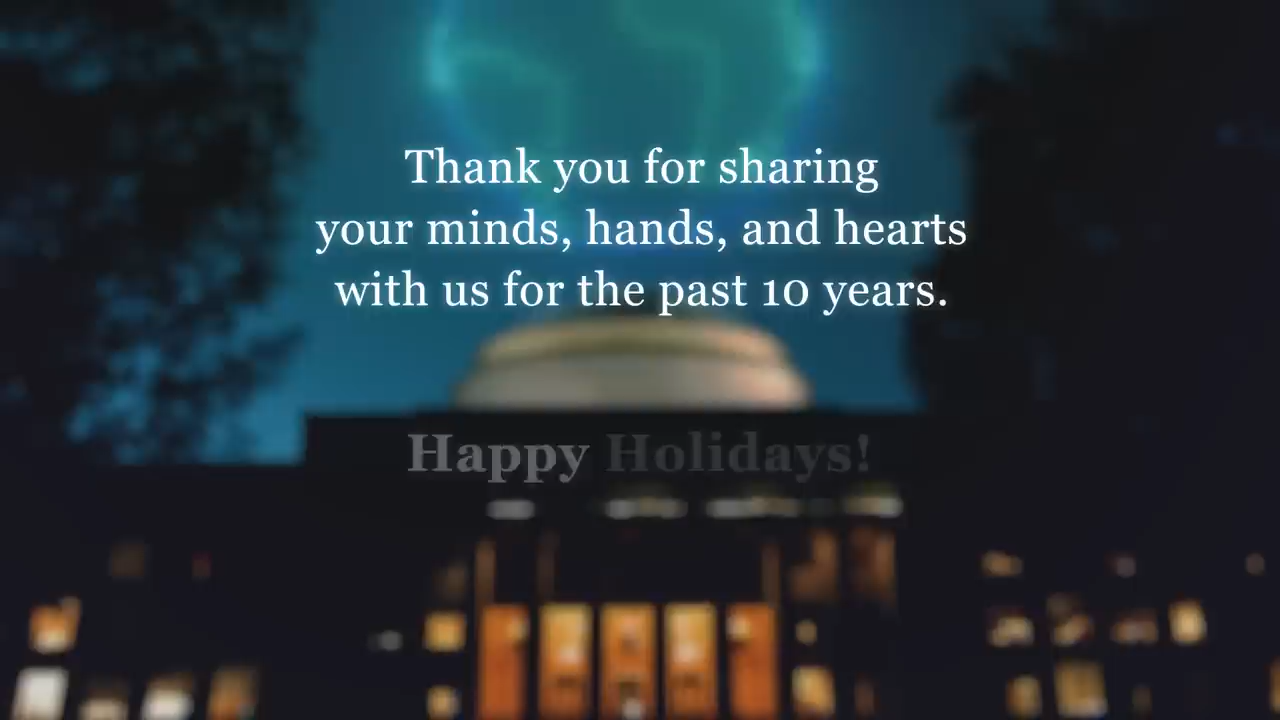 Thank you for sharing
your minds, hands, and hearts
with us for the past 10 years.
Happy Holidays!